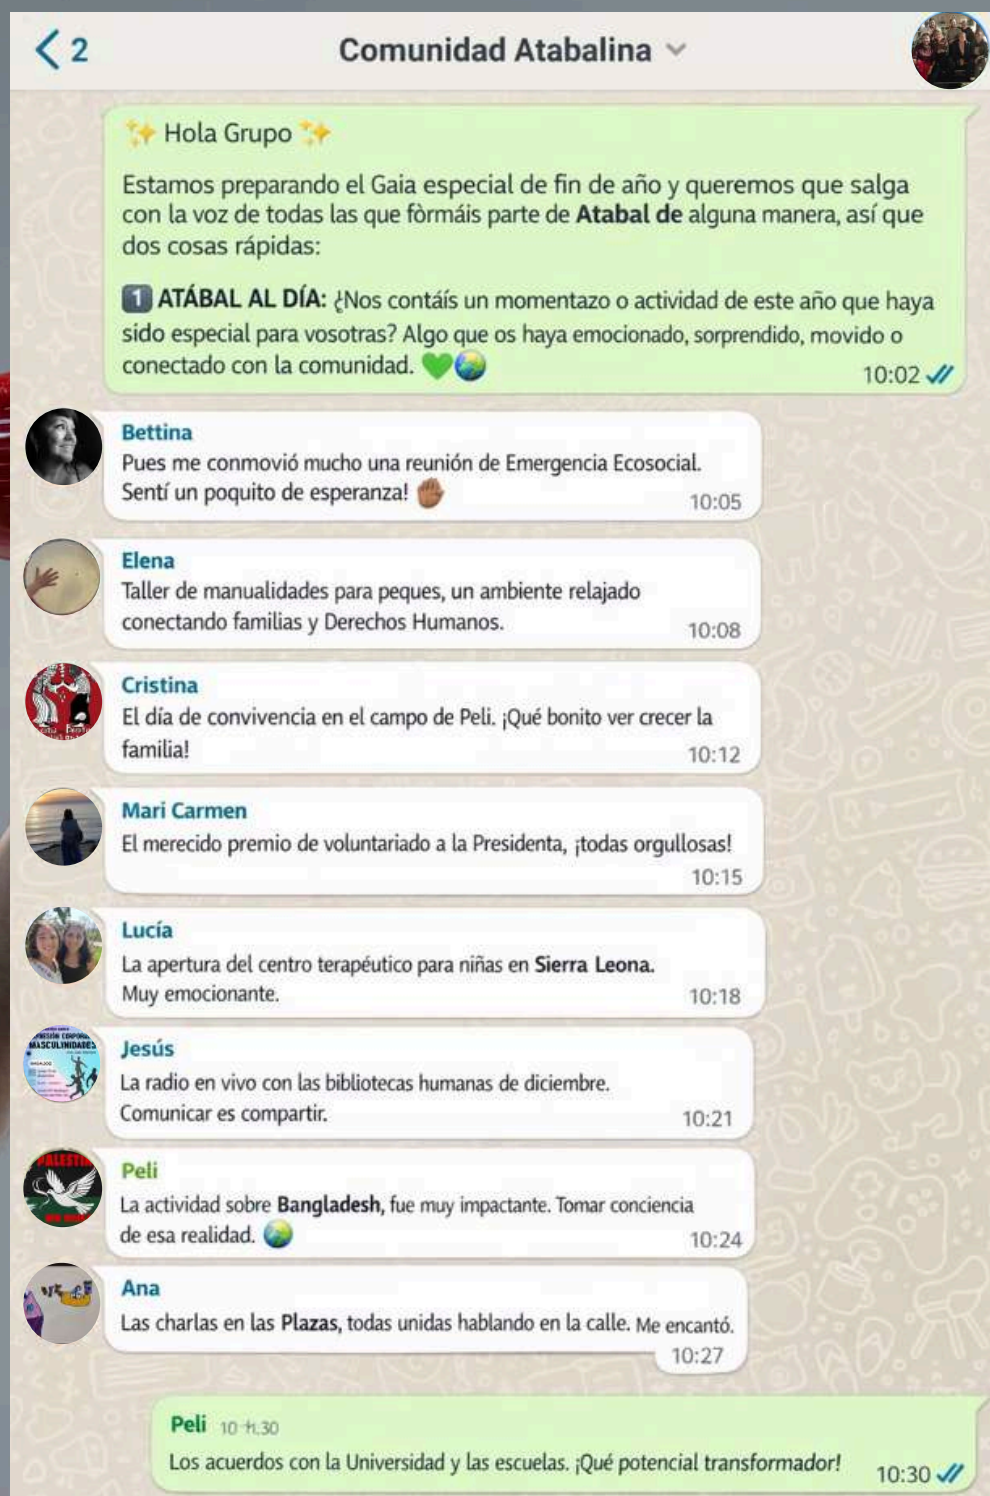 2
Comunidad Atabalina
✨ Hola Grupo ✨
Estamos preparando el Gaia especial de fin de año y queremos que salga
con la voz de todas las que fòrmáis parte de Atabal de alguna manera, así que
dos cosas rápidas:
1 ATÁBAL AL DÍA: ¿Nos contáís un momentazo o actividad de este año que haya
sido especial para vosotras? Algo que os haya emocionado, sorprendido, movido o
conectado con la comunidad. 💚🌍
10:02
Bettina
Pues me conmovió mucho una reunión de Emergencia Ecosocial.
Sentí un poquito de esperanza! ✋🏾
10:05
Elena
Taller de manualidades para peques, un ambiente relajado
conectando familias y Derechos Humanos.
10:08
Cristina
El día de convivencia en el campo de Peli. ¡Qué bonito ver crecer la
familia!
10:12
Mari Carmen
El merecido premio de voluntariado a la Presidenta, ¡todas orgullosas!
10:15
Lucía
La apertura del centro terapéutico para niñas en Sierra Leona.
Muy emocionante.
10:18
MASCULINIDADES
Jesús
La radio en vivo con las bibliotecas humanas de diciembre.
Comunicar es compartir.
10:21
Peli
La actividad sobre Bangladesh, fue muy impactante. Tomar conciencia
de esa realidad. 🌍
10:24
Ana
Las charlas en las Plazas, todas unidas hablando en la calle. Me encantó.
10:27
Peli
Los acuerdos con la Universidad y las escuelas. ¡Qué potencial transformador!
10:30